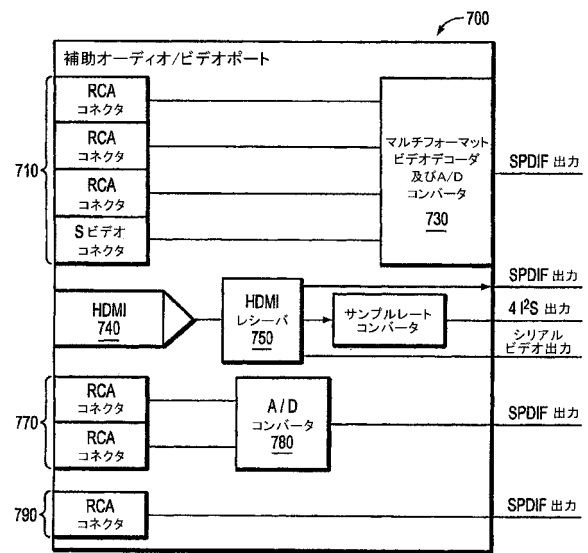 700
補助オーディオ/ビデオポート
710
RCA
コネクタ
RCA
コネクタ
RCA
コネクタ
Sビデオ
コネクタ
マルチフォーマット
ビデオデコーダ
及びA/D
コンバータ
730
SPDIF 出力
HDMI
740
HDMI
レシーバ
750
サンプルレート
コンバータ
SPDIF 出力
4 I²S 出力
シリアル
ビデオ出力
770
RCA
コネクタ
RCA
コネクタ
A/D
コンバータ
780
SPDIF 出力
790
RCA
コネクタ
SPDIF 出力